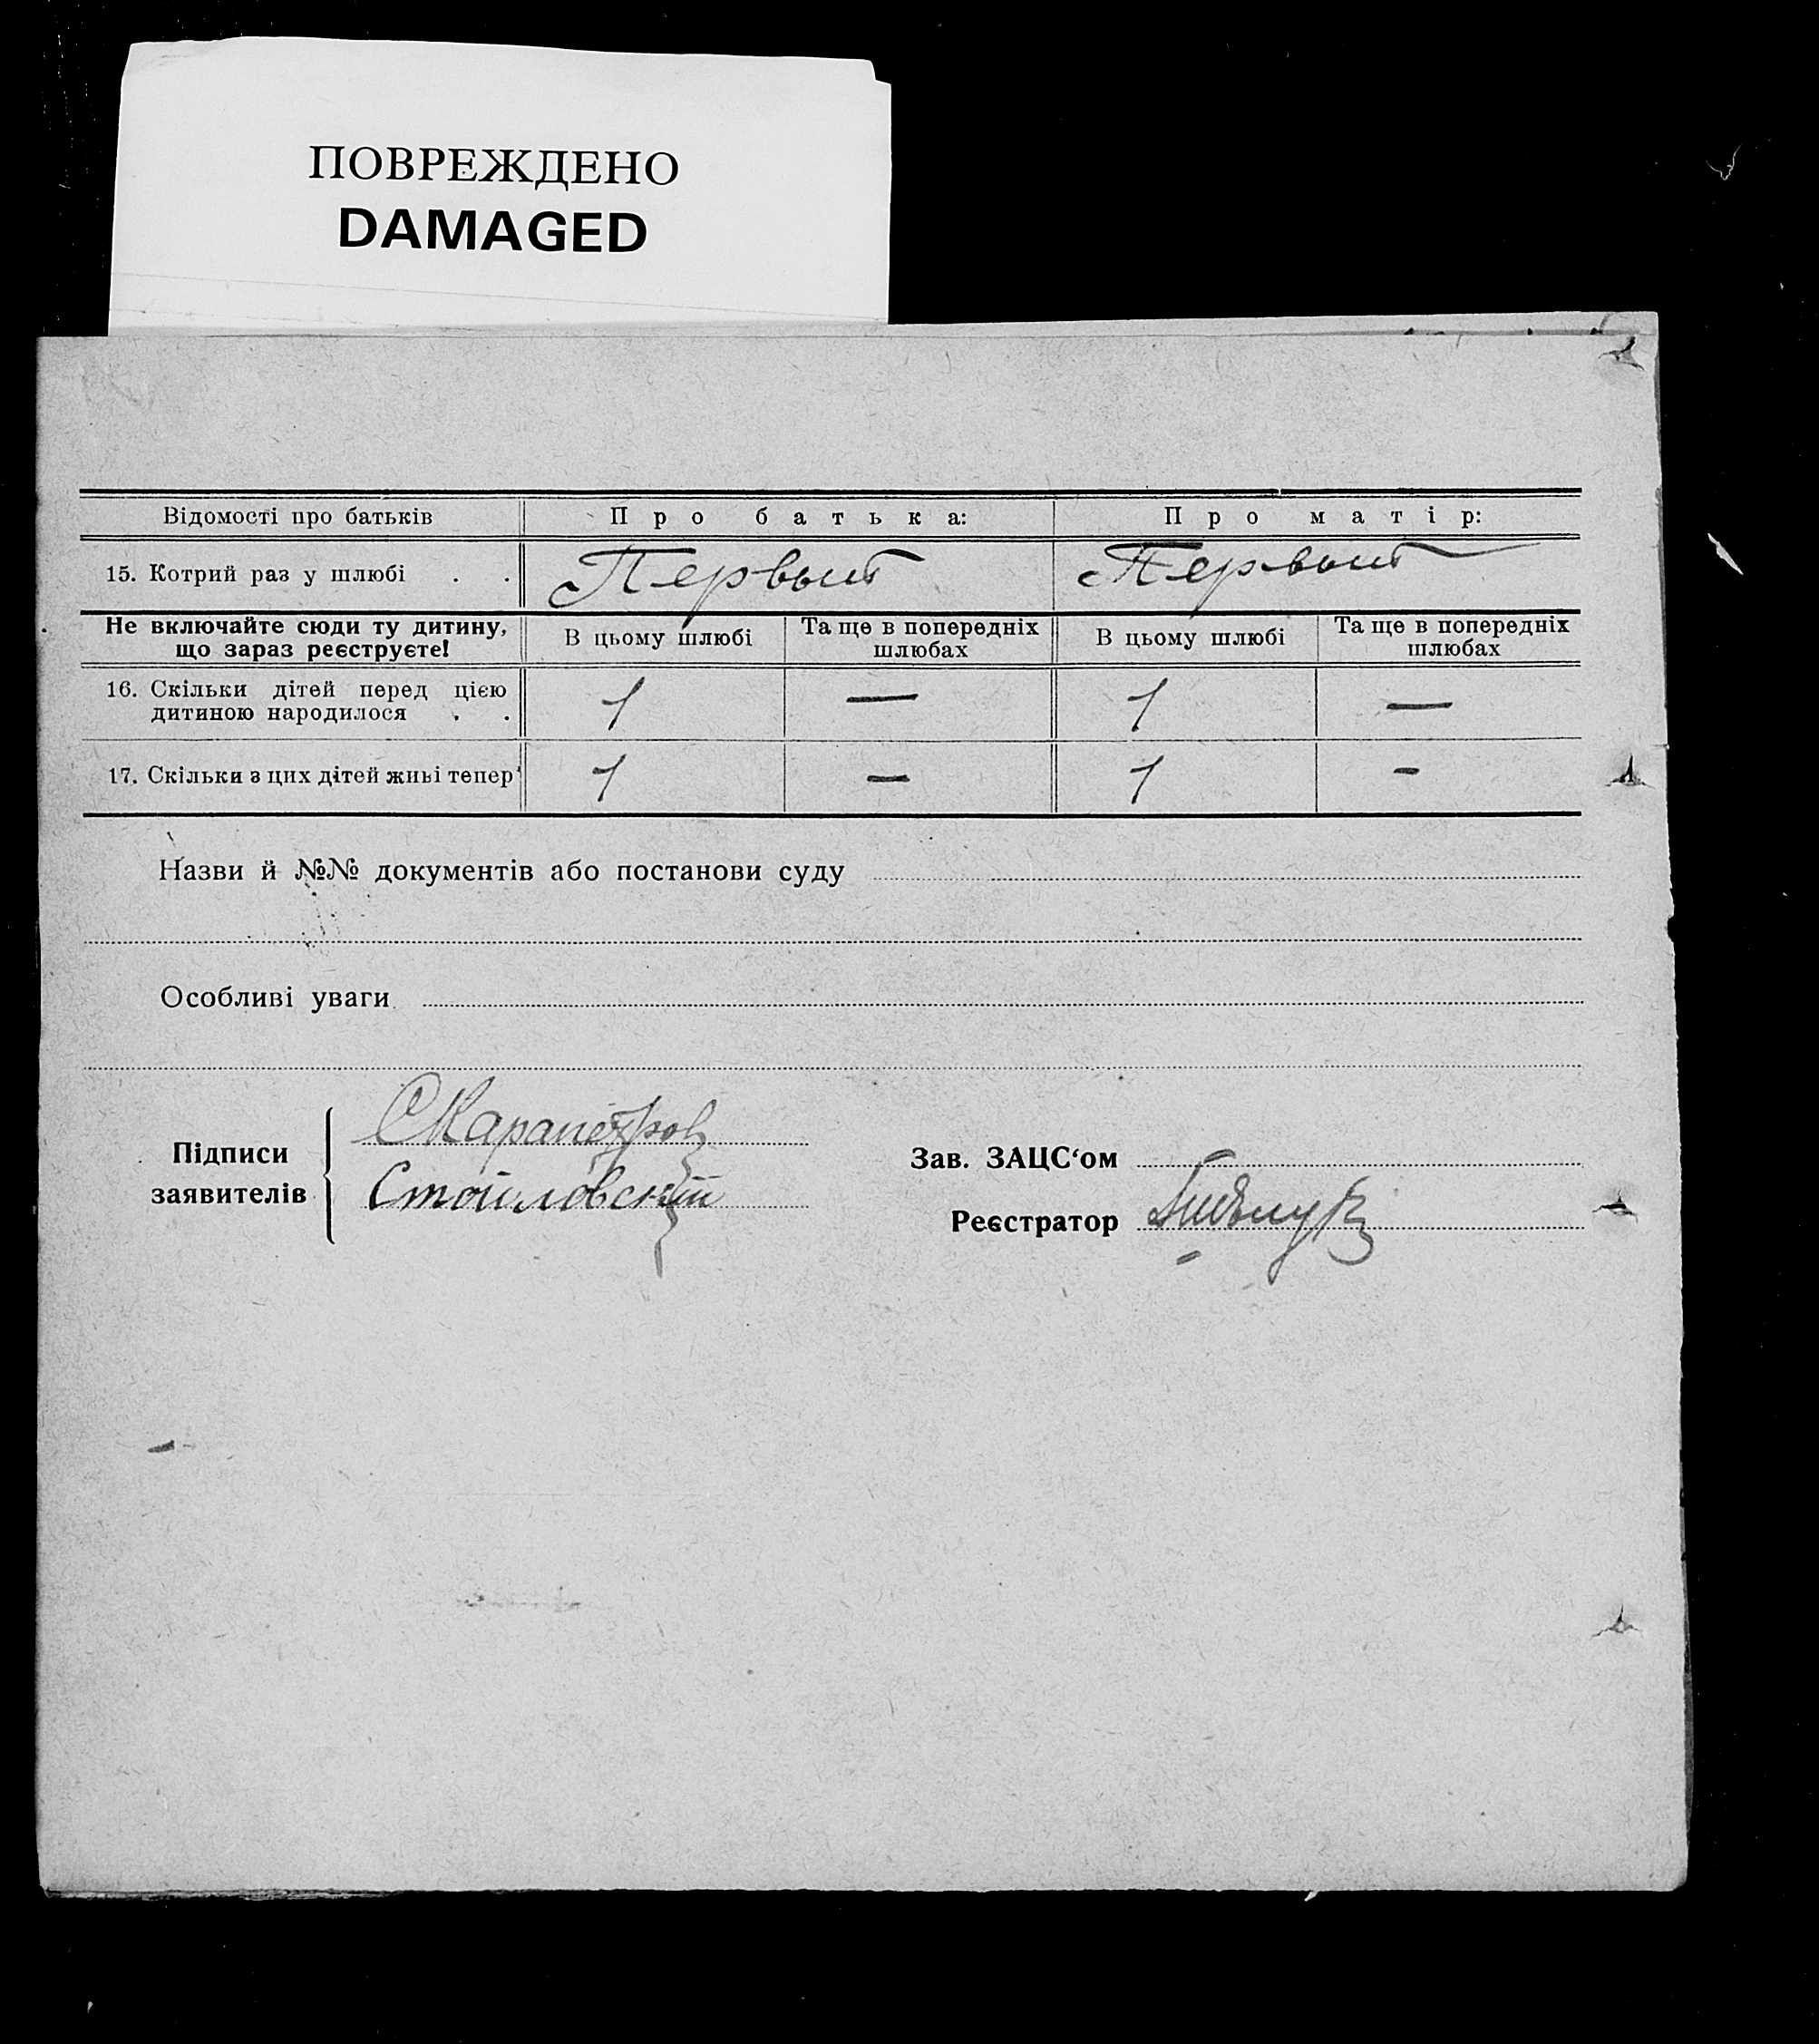 ПОВРЕЖДЕНО
DAMAGED
Відомості про батьків Про батька: Про матір:
15. Котрий раз у шлюбі . . Первый Первый
Не включайте сюди ту дитину, що зараз реєструєте! В цьому шлюбі Та ще в попередніх шлюбах В цьому шлюбі Та ще в попередніх шлюбах
16. Скільки дітей перед цією дитиною народилося . . 1 — 1 —
17. Скільки з цих дітей живі тепер 1 — 1 -
Назви й №№ документів або постанови суду
Особливі уваги
Підписи заявителів
Стойловский
Зав. ЗАЦС‘ом
Реєстратор